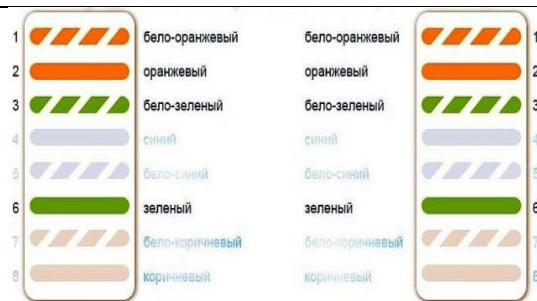 1 бело-оранжевый бело-оранжевый 1
2 оранжевый оранжевый 2
3 бело-зеленый бело-зеленый 3
4 синий синий 4
5 бело-синий бело-синий 5
6 зеленый зеленый 6
7 бело-коричневый бело-коричневый 7
8 коричневый коричневый 8